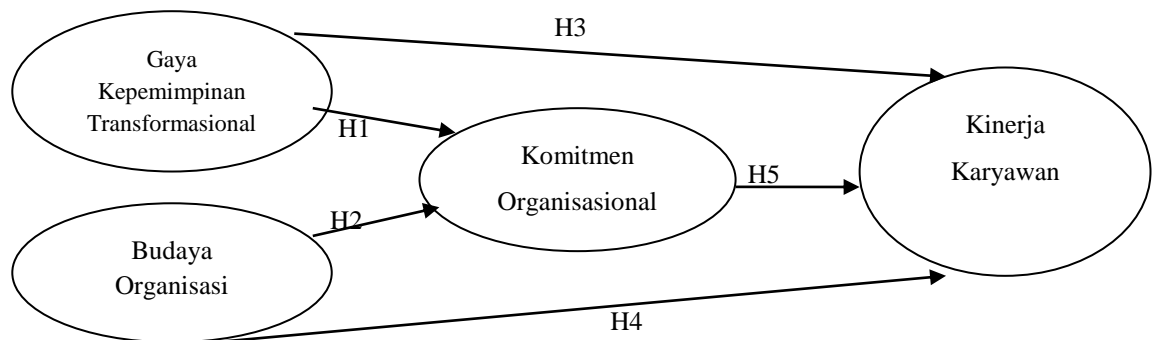 H3
Gaya
Kepemimpinan
Transformasional
H1
Komitmen
Organisasional
H5
Kinerja
Karyawan
H2
Budaya
Organisasi
H4